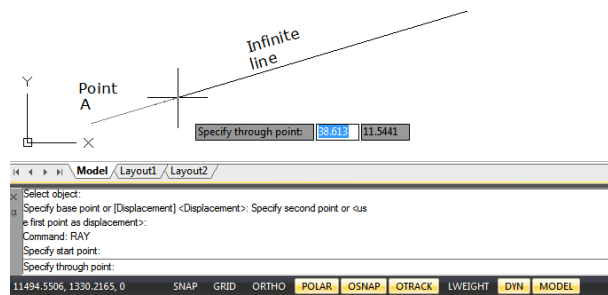 Infinite
line
Y
Point
A
X
Specify through point: 38.613 11.5441
Model Layout1 Layout2
Select object:
Specify base point or [Displacement] <Displacement>: Specify second point or <us
e first point as displacement>:
Command: RAY
Specify start point:
Specify through point:
11494.5506, 1330.2165, 0 SNAP GRID ORTHO POLAR OSNAP OTRACK LWEIGHT DYN MODEL